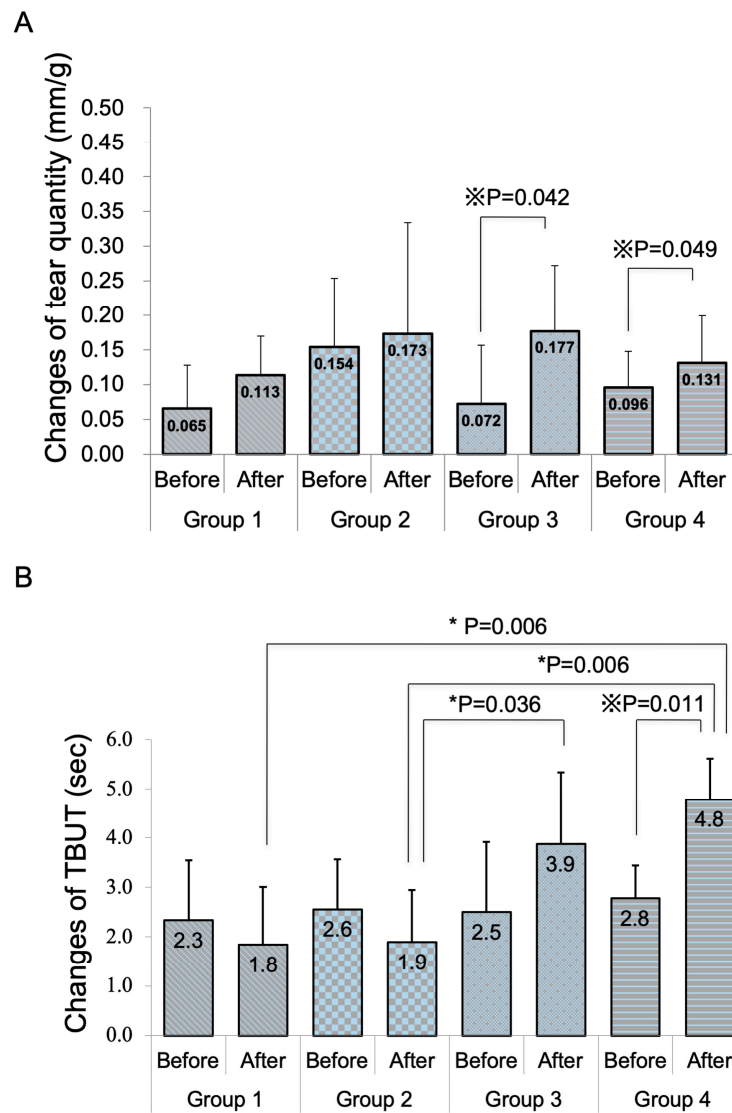 A
Changes of tear quantity (mm/g)
0.50
0.45
0.40
0.35
0.30
0.25
0.20
0.15
0.10
0.05
0.00
※P=0.042
※P=0.049
0.065
0.113
0.154
0.173
0.072
0.177
0.096
0.131
Before After Before After Before After Before After
Group 1 Group 2 Group 3 Group 4
B
Changes of TBUT (sec)
* P=0.006
*P=0.006
*P=0.036 ※P=0.011
6.0
5.0
4.0
3.0
2.0
1.0
0.0
2.3
1.8
2.6
1.9
2.5
3.9
2.8
4.8
Before After Before After Before After Before After
Group 1 Group 2 Group 3 Group 4